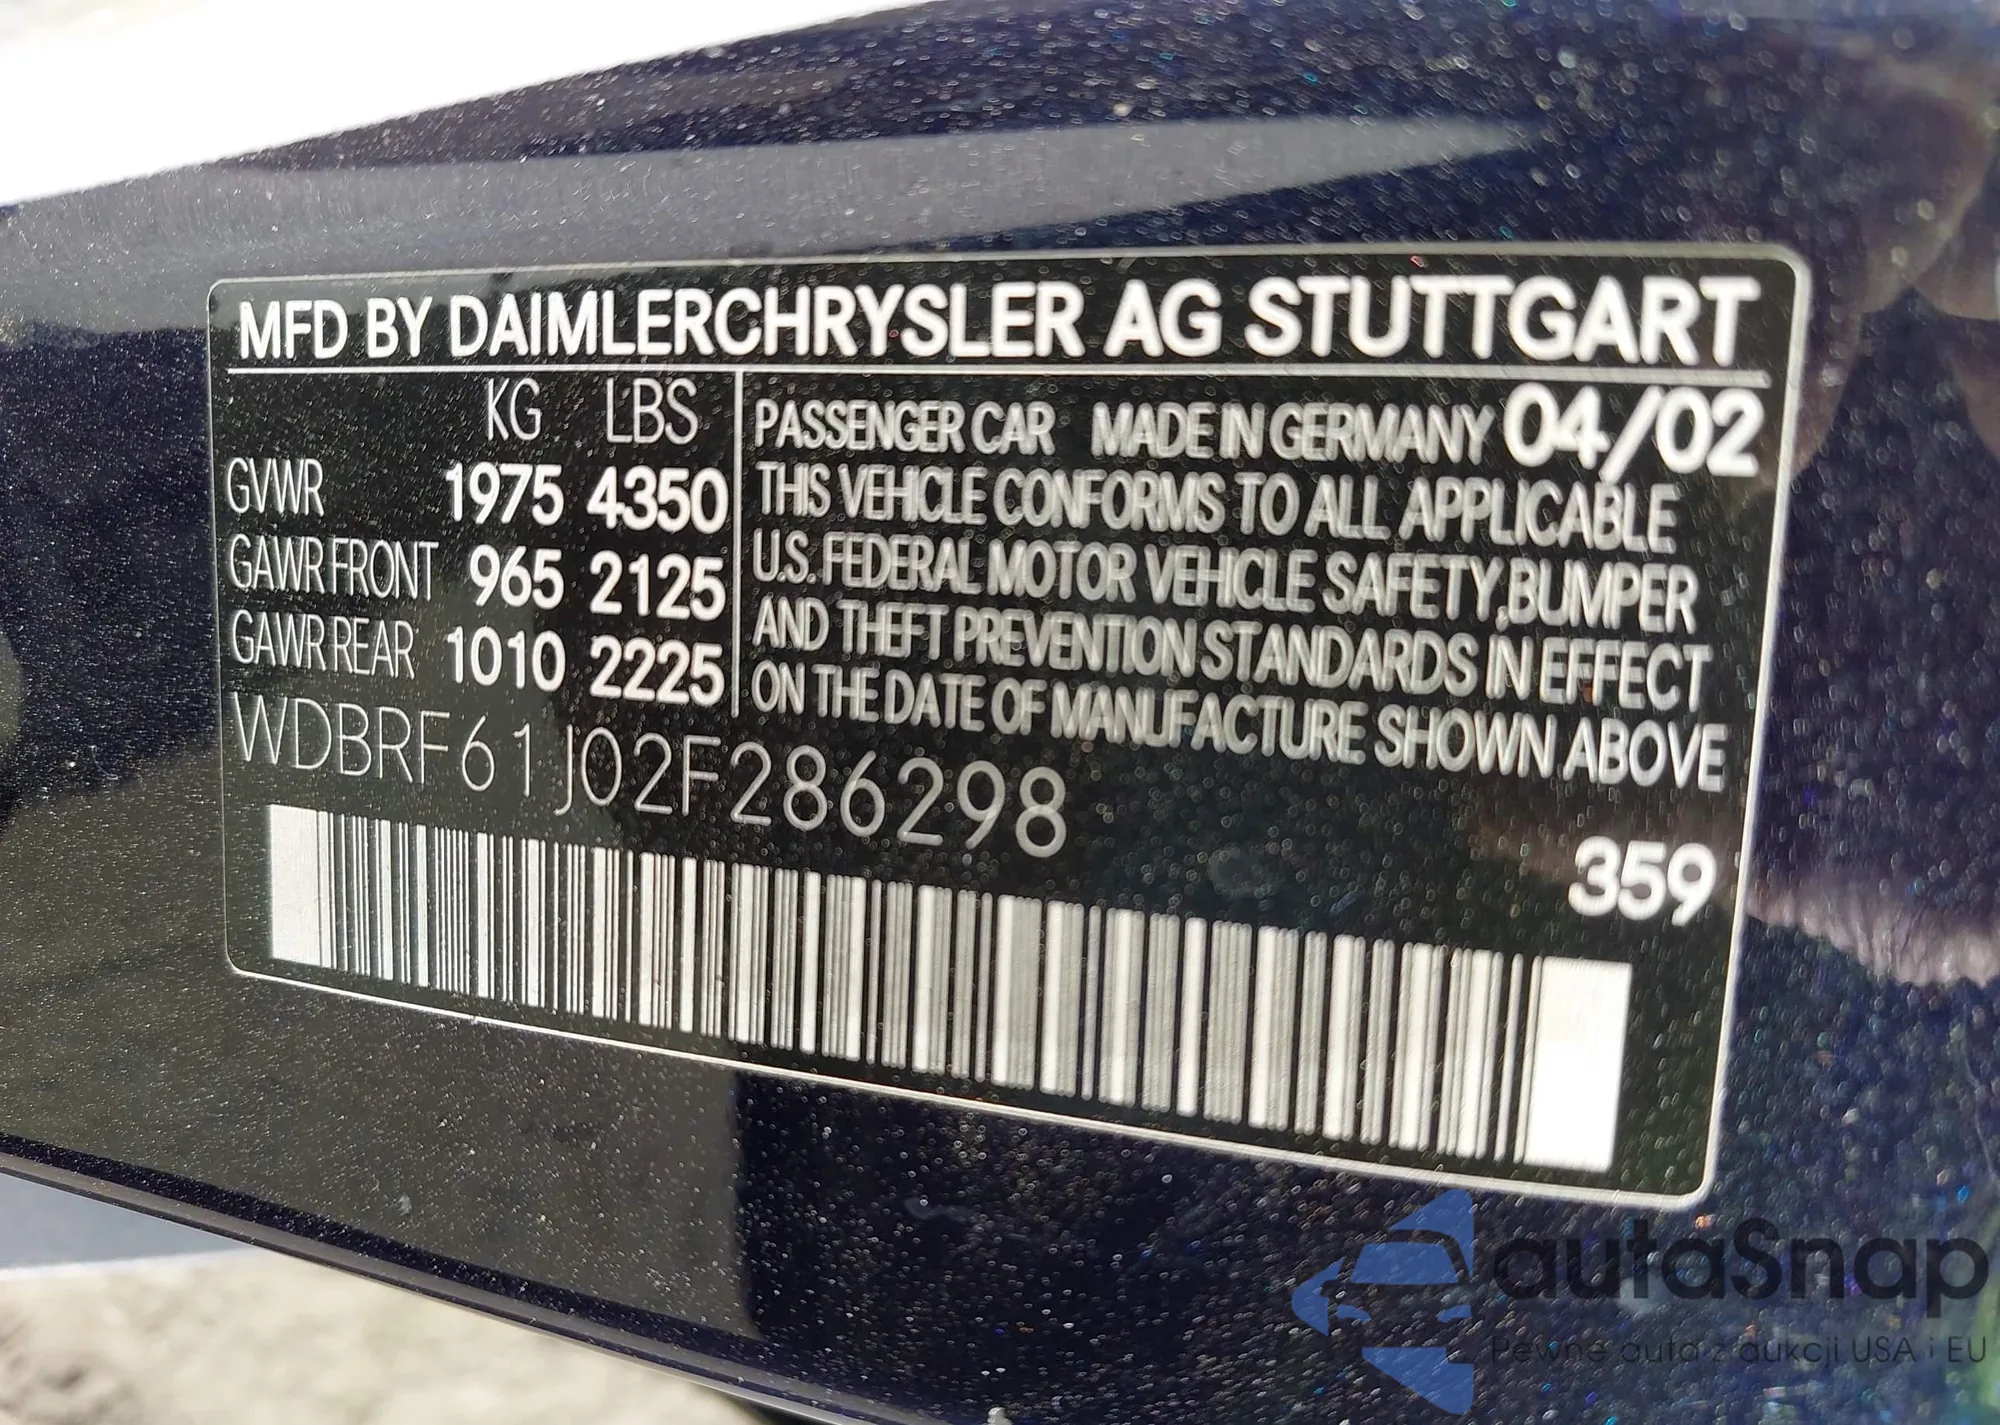 MFD BY DAIMLERCHRYSLER AG STUTTGART
KG LBS
GVWR 1975 4350
GAWR FRONT 965 2125
GAWR REAR 1010 2225
PASSENGER CAR MADE IN GERMANY 04/02
THIS VEHICLE CONFORMS TO ALL APPLICABLE
U.S. FEDERAL MOTOR VEHICLE SAFETY, BUMPER
AND THEFT PREVENTION STANDARDS IN EFFECT
ON THE DATE OF MANUFACTURE SHOWN ABOVE
WDBRF61J02F286298
359
autaSnap
Pewne auta z aukcji USA i EU